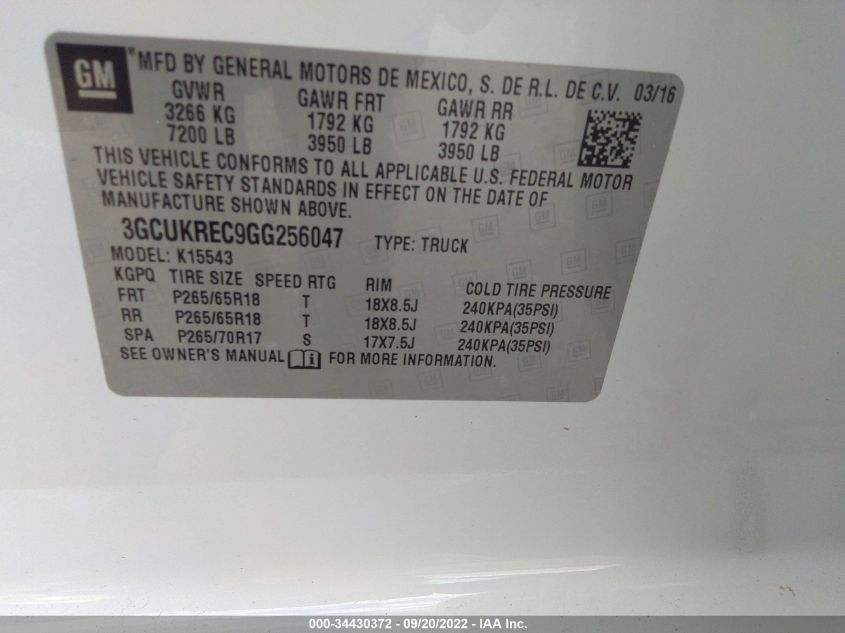 GM
®MFD BY GENERAL MOTORS DE MEXICO, S. DE R.L. DE C.V. 03/16
GVWR GAWR FRT GAWR RR
3266 KG 1792 KG 1792 KG
7200 LB 3950 LB 3950 LB
THIS VEHICLE CONFORMS TO ALL APPLICABLE U.S. FEDERAL MOTOR
VEHICLE SAFETY STANDARDS IN EFFECT ON THE DATE OF
MANUFACTURE SHOWN ABOVE.
3GCUKREC9GG256047 TYPE: TRUCK
MODEL: K15543
KGPQ TIRE SIZE SPEED RTG RIM COLD TIRE PRESSURE
FRT P265/65R18 T 18X8.5J 240KPA(35PSI)
RR P265/65R18 T 18X8.5J 240KPA(35PSI)
SPA P265/70R17 S 17X7.5J 240KPA(35PSI)
SEE OWNER'S MANUAL FOR MORE INFORMATION.
000-34430372 - 09/20/2022 - IAA Inc.